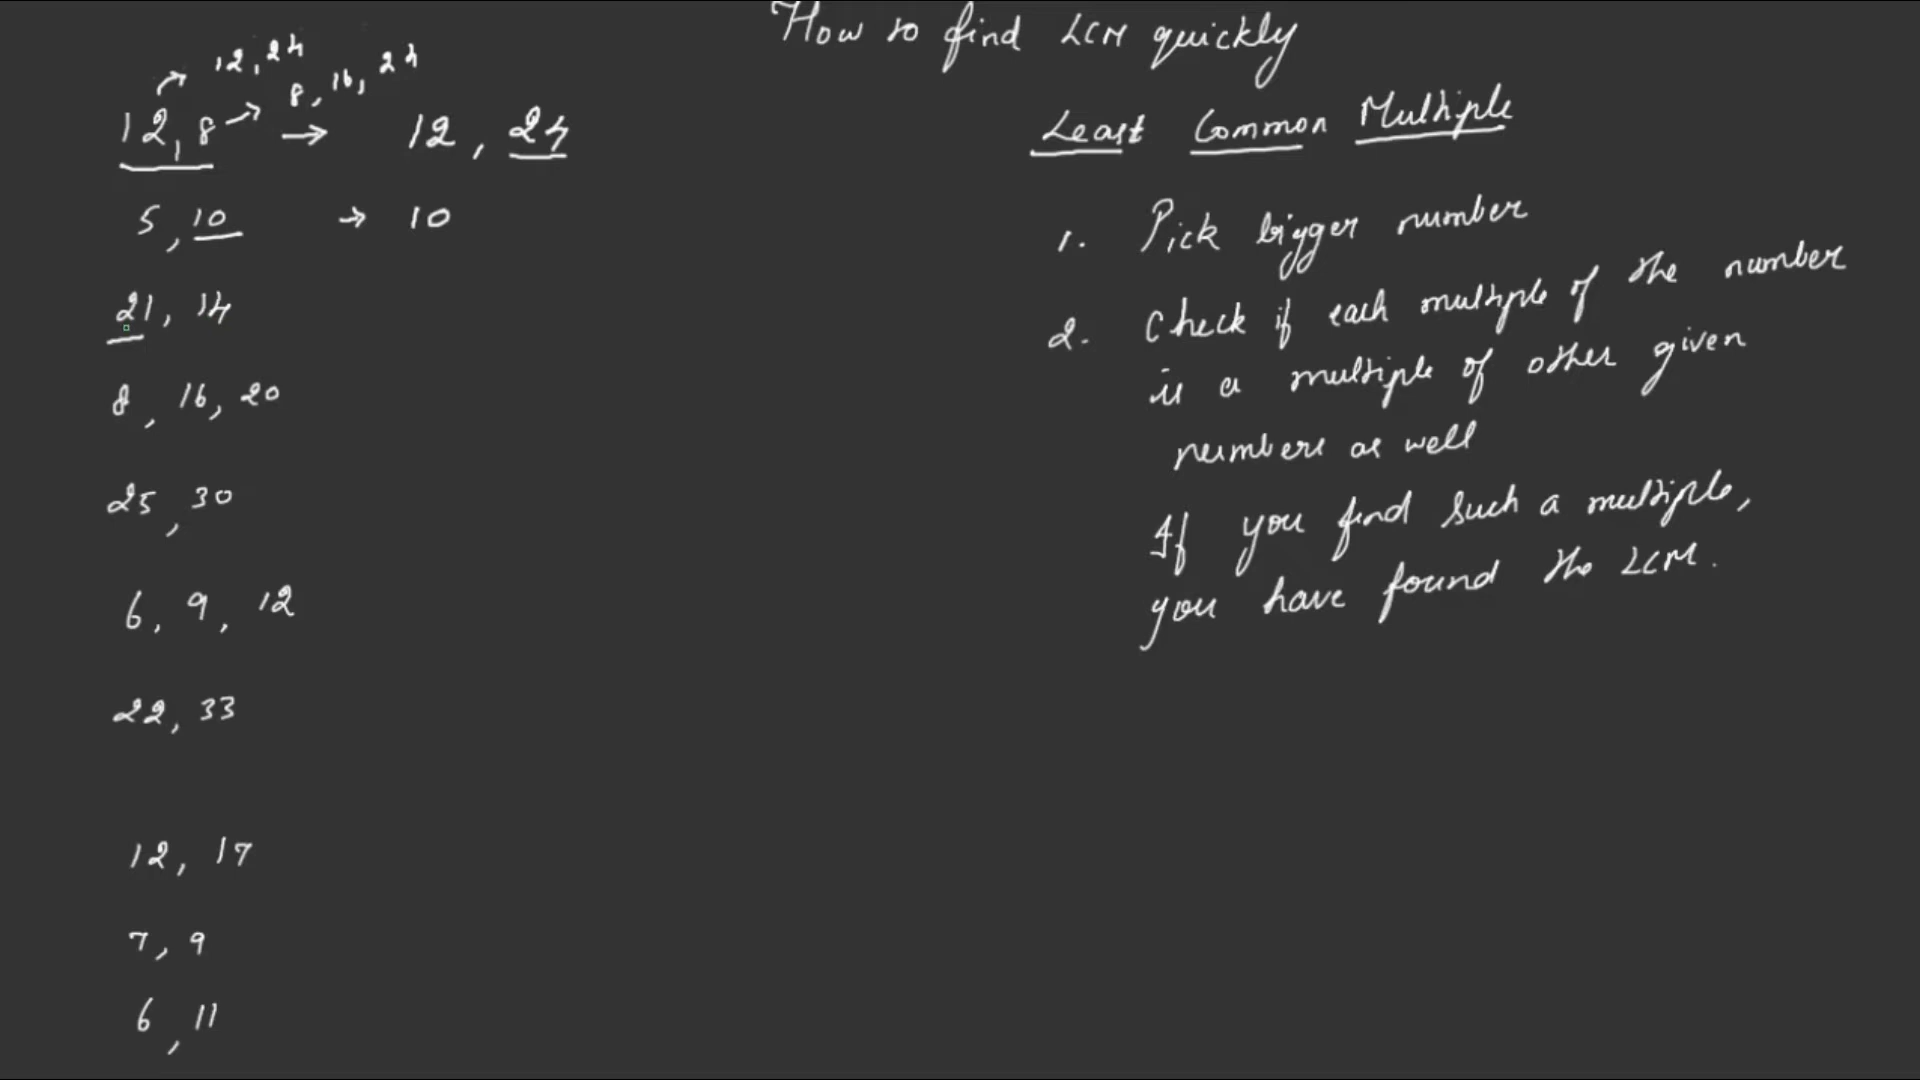 How to find LCM quickly
12, 24
8, 16, 24
12, 8 → 12, 24
Least Common Multiple
5, 10 → 10
1. Pick bigger number
21, 14
2. Check if each multiple of the number
is a multiple of other given
numbers as well
8, 16, 20
25, 30
If you find such a multiple,
you have found the LCM.
6, 9, 12
22, 33
12, 17
7, 9
6, 11